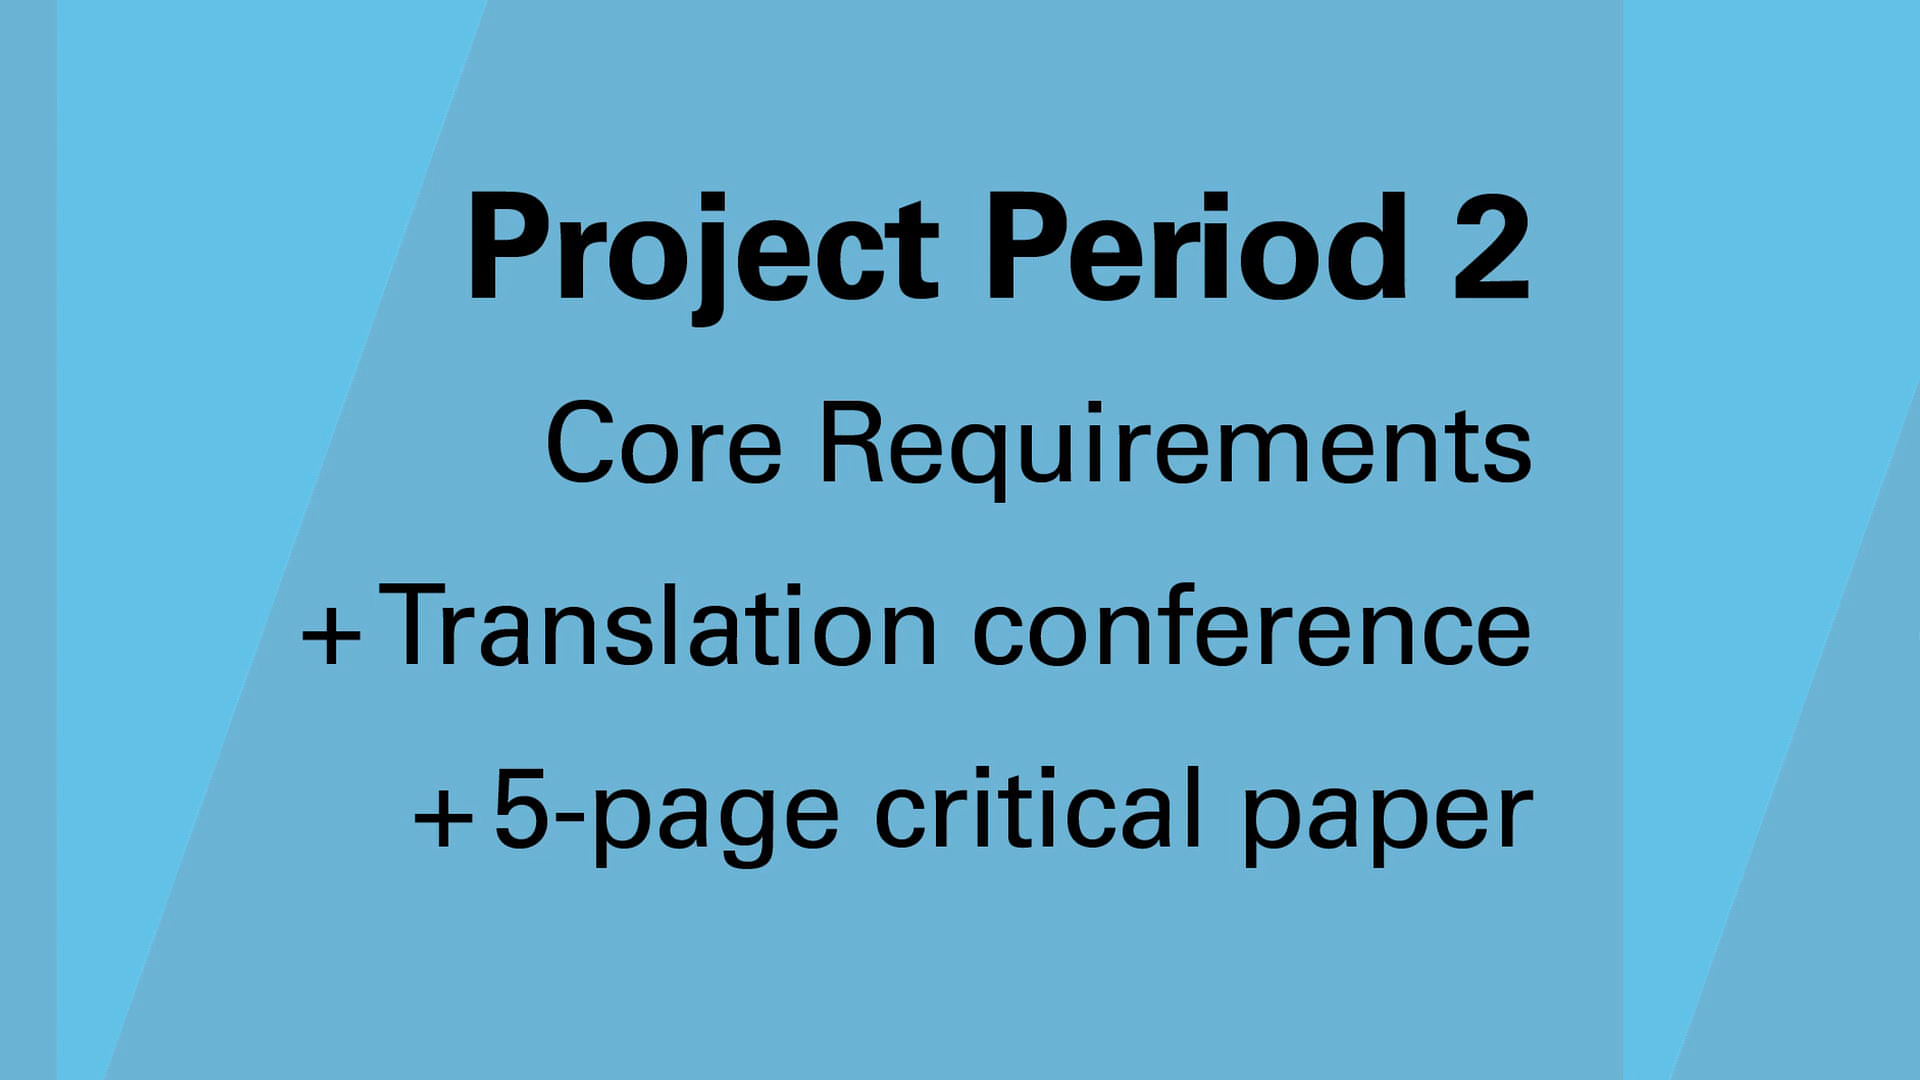 Project Period 2
Core Requirements
+ Translation conference
+ 5-page critical paper